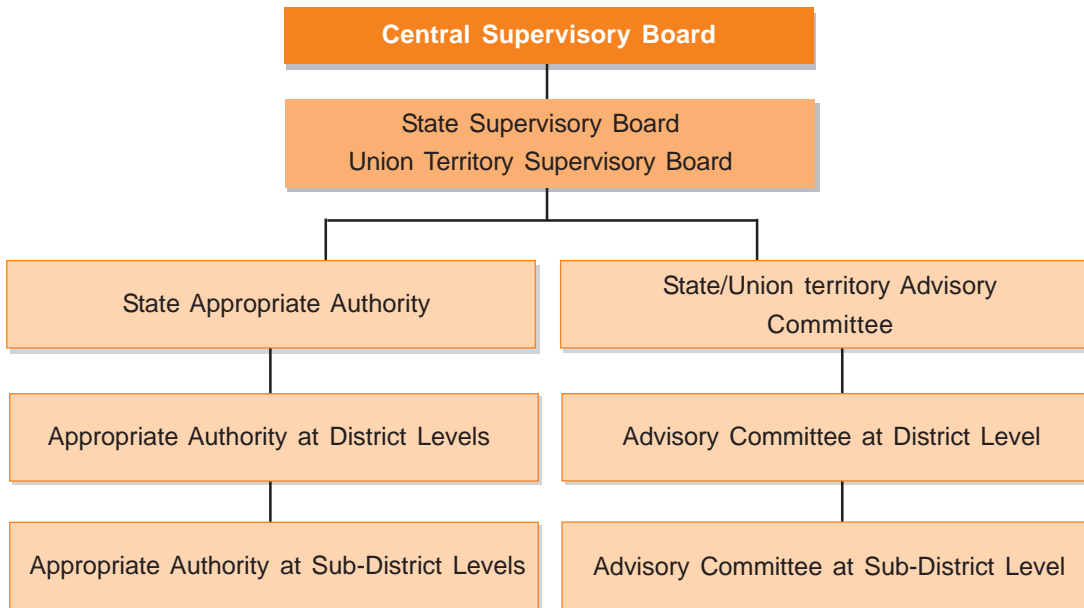 Central Supervisory Board
State Supervisory Board
Union Territory Supervisory Board
State Appropriate Authority
State/Union territory Advisory
Committee
Appropriate Authority at District Levels
Advisory Committee at District Level
Appropriate Authority at Sub-District Levels
Advisory Committee at Sub-District Level